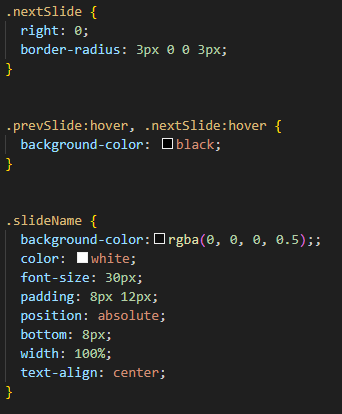 .nextSlide {
  right: 0;
  border-radius: 3px 0 0 3px;
}
.prevSlide:hover, .nextSlide:hover {
  background-color: black;
}
.slideName {
  background-color: rgba(0, 0, 0, 0.5);;
  color: white;
  font-size: 30px;
  padding: 8px 12px;
  position: absolute;
  bottom: 8px;
  width: 100%;
  text-align: center;
}